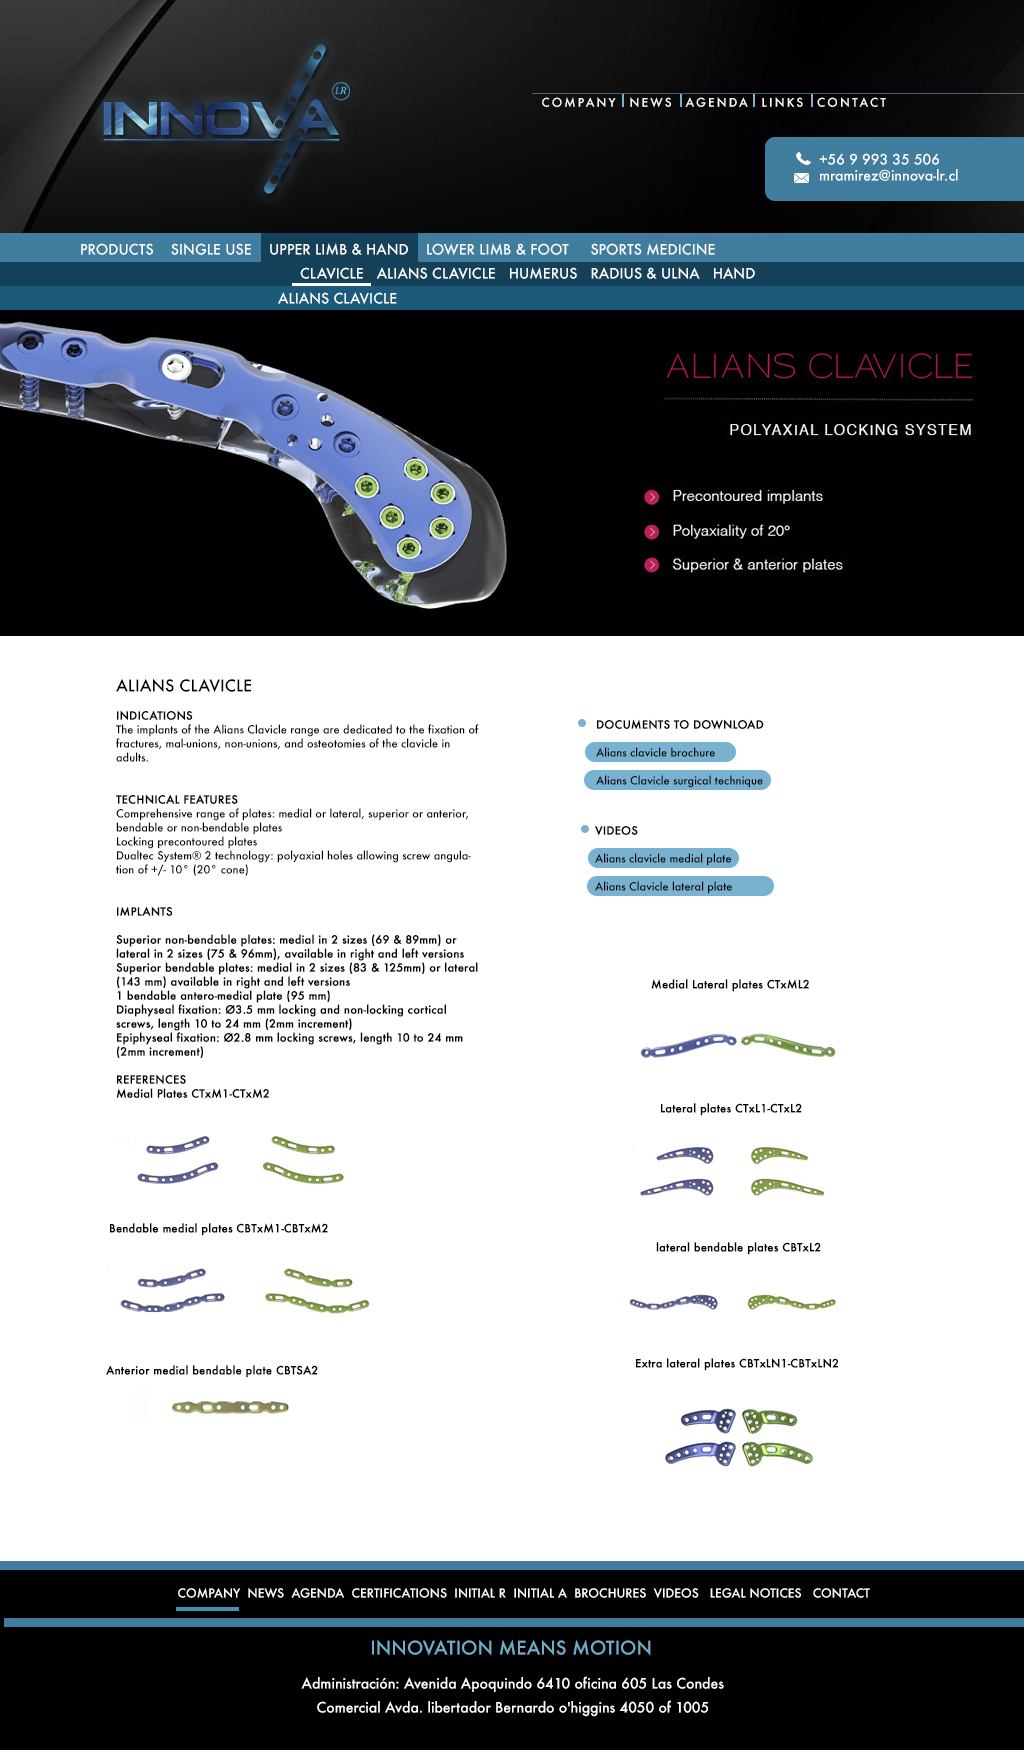 INNOVA LR
COMPANY NEWS AGENDA LINKS CONTACT
+56 9 993 35 506
mramirez@innova-lr.cl
PRODUCTS SINGLE USE UPPER LIMB & HAND LOWER LIMB & FOOT SPORTS MEDICINE
CLAVICLE ALIANS CLAVICLE HUMERUS RADIUS & ULNA HAND
ALIANS CLAVICLE
ALIANS CLAVICLE
POLYAXIAL LOCKING SYSTEM
Precontoured implants
Polyaxiality of 20°
Superior & anterior plates
ALIANS CLAVICLE
INDICATIONS
The implants of the Alians Clavicle range are dedicated to the fixation of
fractures, mal-unions, non-unions, and osteotomies of the clavicle in
adults.
TECHNICAL FEATURES
Comprehensive range of plates: medial or lateral, superior or anterior,
bendable or non-bendable plates
Locking precontoured plates
Dualtec System® 2 technology: polyaxial holes allowing screw angula-
tion of +/- 10° (20° cone)
IMPLANTS
Superior non-bendable plates: medial in 2 sizes (69 & 89mm) or
lateral in 2 sizes (75 & 96mm), available in right and left versions
Superior bendable plates: medial in 2 sizes (83 & 125mm) or lateral
(143 mm) available in right and left versions
1 bendable antero-medial plate (95 mm)
Diaphyseal fixation: Ø3.5 mm locking and non-locking cortical
screws, length 10 to 24 mm (2mm increment)
Epiphyseal fixation: Ø2.8 mm locking screws, length 10 to 24 mm
(2mm increment)
REFERENCES
Medial Plates CTxM1-CTxM2
Bendable medial plates CBTxM1-CBTxM2
Anterior medial bendable plate CBTSA2
DOCUMENTS TO DOWNLOAD
Alians clavicle brochure
Alians Clavicle surgical technique
VIDEOS
Alians clavicle medial plate
Alians Clavicle lateral plate
Medial Lateral plates CTxML2
Lateral plates CTxL1-CTxL2
lateral bendable plates CBTxL2
Extra lateral plates CBTxLN1-CBTxLN2
COMPANY NEWS AGENDA CERTIFICATIONS INITIAL R INITIAL A BROCHURES VIDEOS LEGAL NOTICES CONTACT
INNOVATION MEANS MOTION
Administración: Avenida Apoquindo 6410 oficina 605 Las Condes
Comercial Avda. libertador Bernardo o'higgins 4050 of 1005